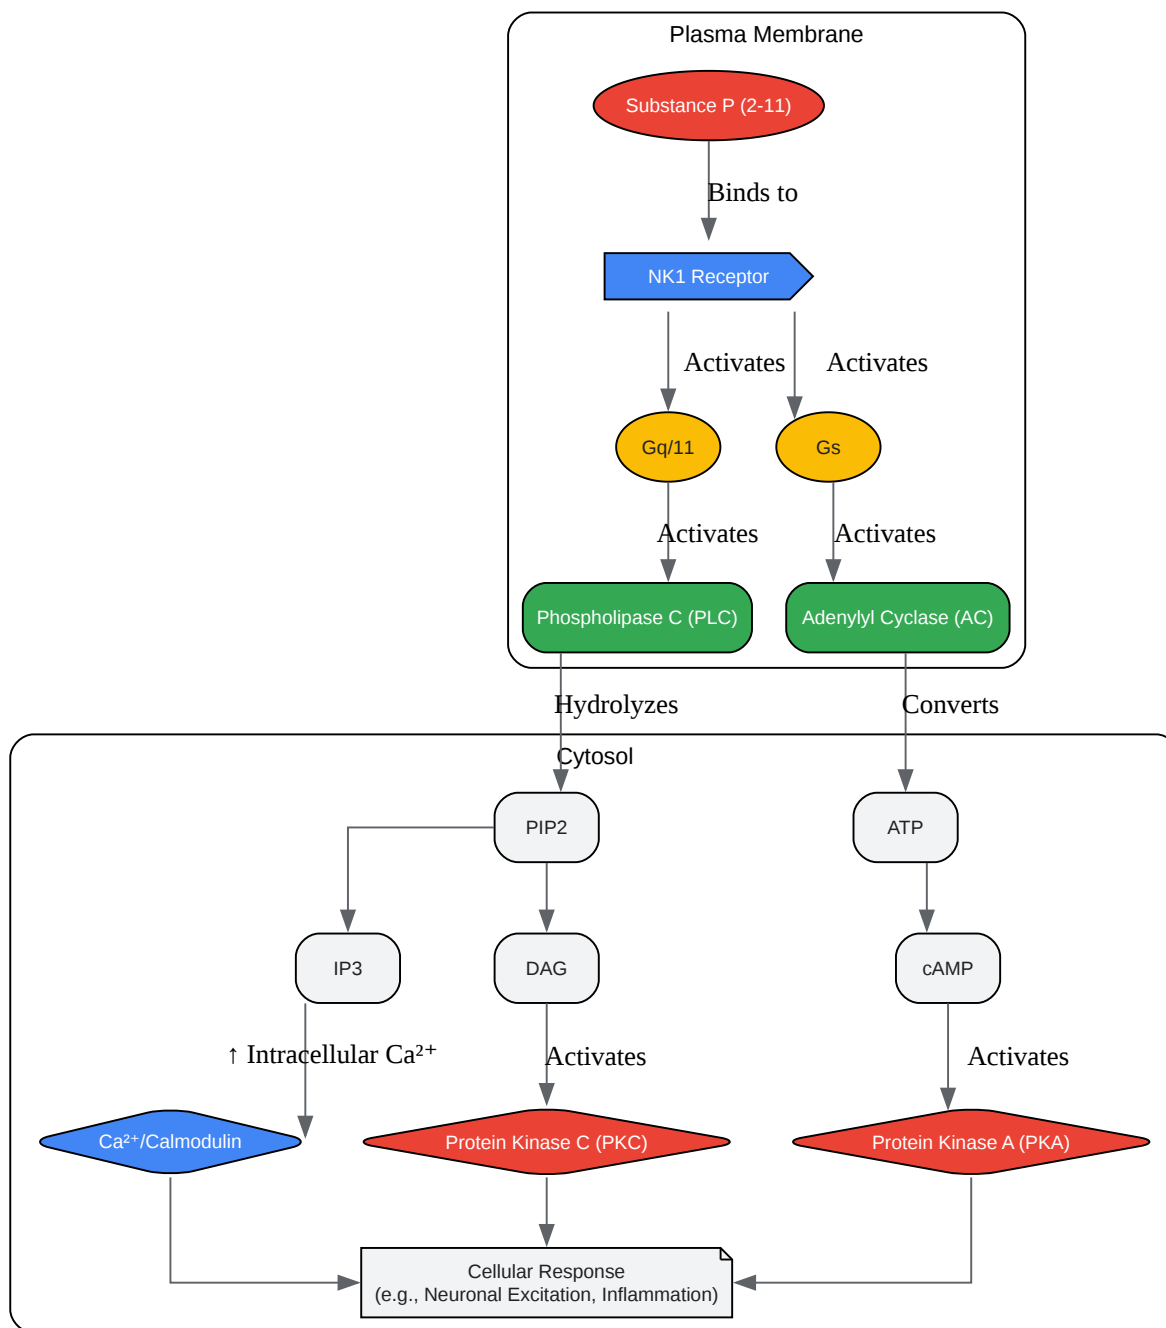 Plasma Membrane
Substance P (2-11)
Binds to
NK1 Receptor
Activates
Activates
Gq/11
Gs
Activates
Activates
Phospholipase C (PLC)
Adenylyl Cyclase (AC)
Hydrolyzes
Converts
Cytosol
PIP2
ATP
IP3
DAG
cAMP
↑ Intracellular Ca²⁺
Activates
Activates
Ca²⁺/Calmodulin
Protein Kinase C (PKC)
Protein Kinase A (PKA)
Cellular Response
(e.g., Neuronal Excitation, Inflammation)